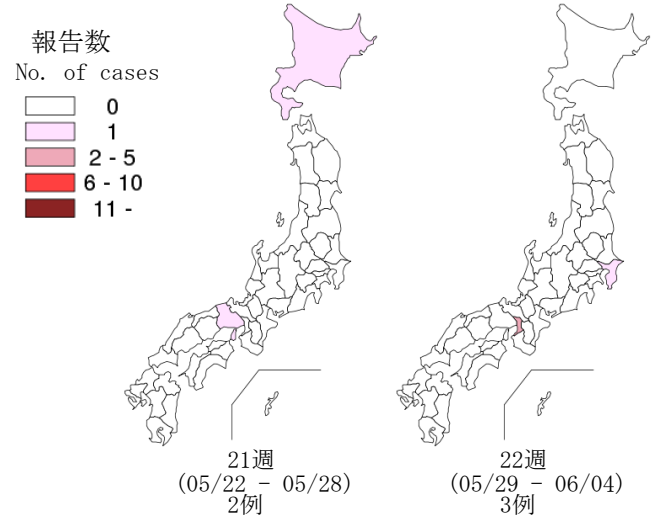 報告数
No. of cases
0
1
2 - 5
6 - 10
11 -
21週
(05/22 - 05/28)
2例
22週
(05/29 - 06/04)
3例